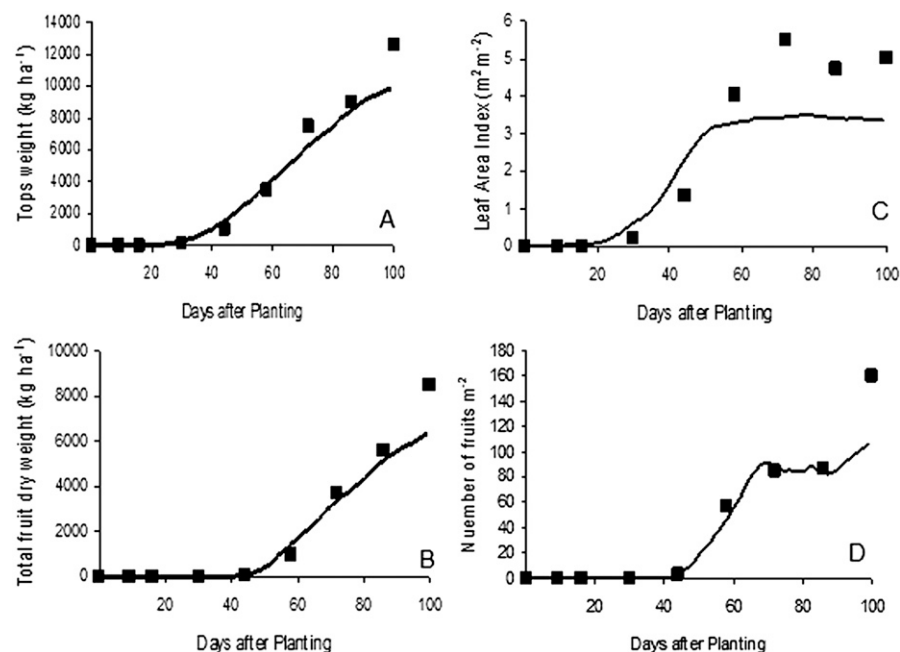 Tops weight (kg ha-1)
14000
12000
10000
8000
6000
4000
2000
0
20 40 60 80 100
Days after Planting
A
Leaf Area Index (m2 m-2)
6
5
4
3
2
1
0
0 20 40 60 80 100
Days after Planting
C
Total fruit dry weight (kg ha-1)
10000
8000
6000
4000
2000
0
0 20 40 60 80 100
Days after Planting
B
Nuember of fruits m-2
180
160
140
120
100
80
60
40
20
0
20 40 60 80 100
Days after Planting
D